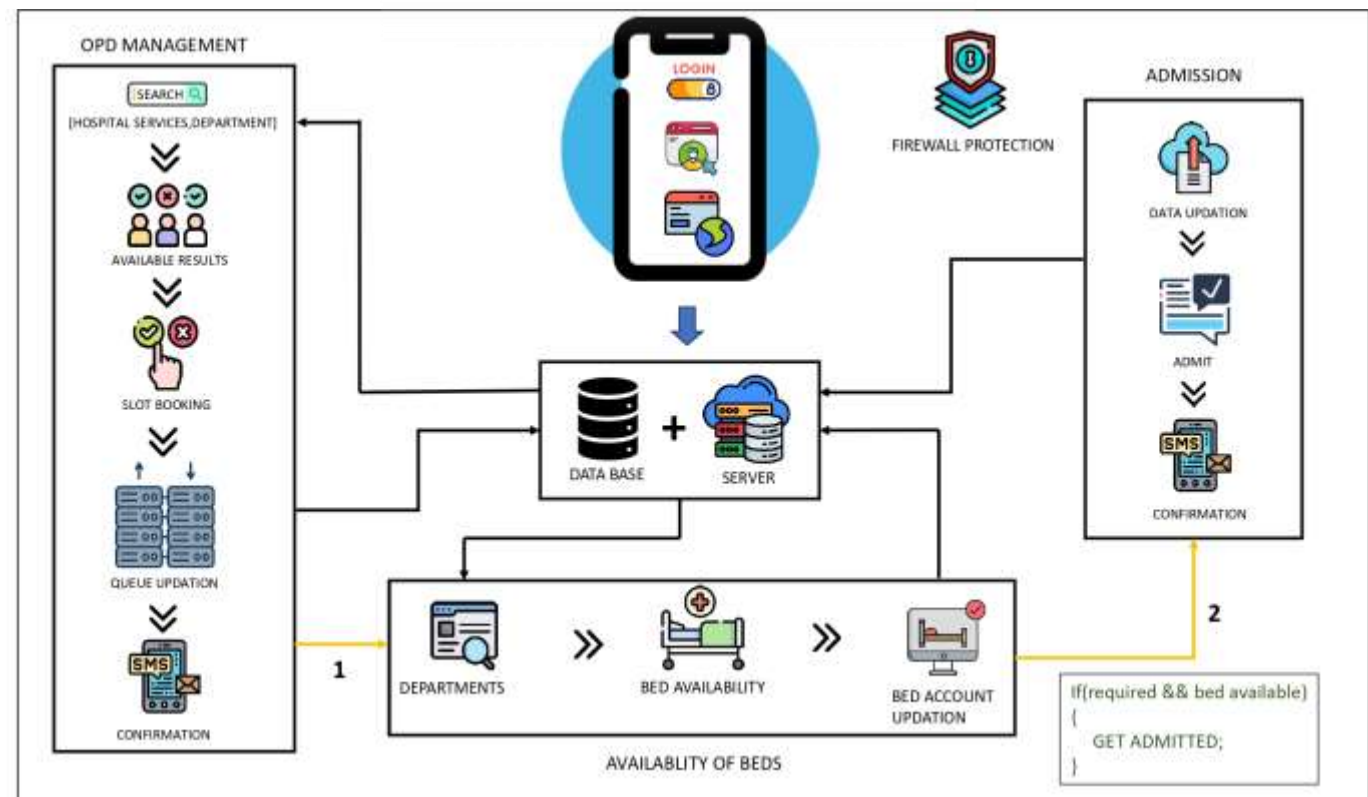 OPD MANAGEMENT
SEARCH
[HOSPITAL SERVICES,DEPARTMENT]
AVAILABLE RESULTS
SLOT BOOKING
QUEUE UPDATION
SMS
CONFIRMATION
LOGIN
FIREWALL PROTECTION
ADMISSION
DATA UPDATION
ADMIT
SMS
CONFIRMATION
+
DATA BASE
SERVER
1
DEPARTMENTS
BED AVAILABILITY
BED ACCOUNT
UPDATION
2
AVAILABLITY OF BEDS
If(required && bed available)
{
GET ADMITTED;
}